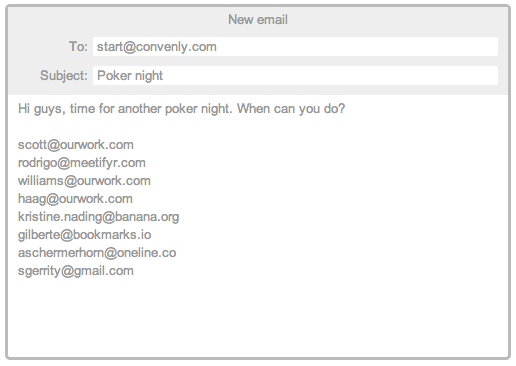 New email
To: start@convenly.com
Subject: Poker night
Hi guys, time for another poker night. When can you do?
scott@ourwork.com
rodrigo@meetifyr.com
williams@ourwork.com
haag@ourwork.com
kristine.nading@banana.org
gilberte@bookmarks.io
aschermerhorn@oneline.co
sgerrity@gmail.com